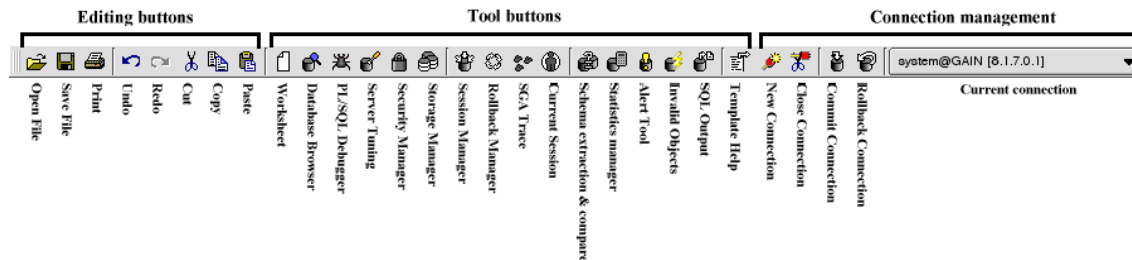 Editing buttons
Tool buttons
Connection management
system@GAIN [8.1.7.0.1]
Open File
Save File
Print
Undo
Redo
Cut
Copy
Paste
Worksheet
Database Browser
PL/SQL Debugger
Server Tuning
Security Manager
Storage Manager
Session Manager
Rollback Manager
SGA Trace
Current Session
Schema extraction & compare
Statistics manager
Alert Tool
Invalid Objects
SQL Output
Template Help
New Connection
Close Connection
Commit Connection
Rollback Connection
Current connection